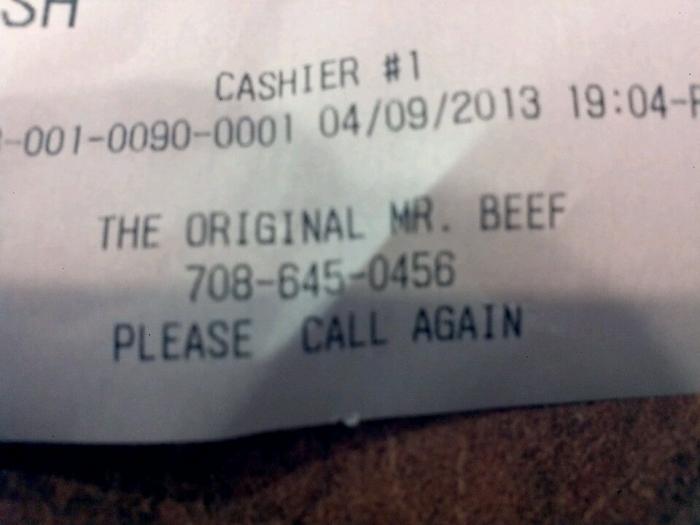 SH
CASHIER #1
-001-0090-0001 04/09/2013 19:04-
THE ORIGINAL MR. BEEF
708-645-0456
PLEASE CALL AGAIN